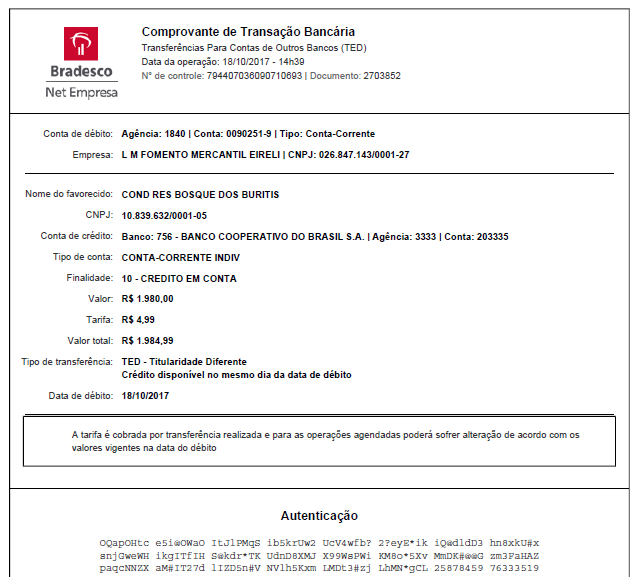 Comprovante de Transação Bancária
Transferências Para Contas de Outros Bancos (TED)
Data da operação: 18/10/2017 - 14h39
N° de controle: 794407036090710693 | Documento: 2703852
Bradesco
Net Empresa
Conta de débito: Agência: 1840 | Conta: 0090251-9 | Tipo: Conta-Corrente
Empresa: L M FOMENTO MERCANTIL EIRELI | CNPJ: 026.847.143/0001-27
Nome do favorecido: COND RES BOSQUE DOS BURITIS
CNPJ: 10.839.632/0001-05
Conta de crédito: Banco: 756 - BANCO COOPERATIVO DO BRASIL S.A. | Agência: 3333 | Conta: 203335
Tipo de conta: CONTA-CORRENTE INDIV
Finalidade: 10 - CREDITO EM CONTA
Valor: R$ 1.980,00
Tarifa: R$ 4,99
Valor total: R$ 1.984,99
Tipo de transferência: TED - Titularidade Diferente
Crédito disponível no mesmo dia da data de débito
Data de débito: 18/10/2017
A tarifa é cobrada por transferência realizada e para as operações agendadas poderá sofrer alteração de acordo com os
valores vigentes na data do débito
Autenticação
OQapOHtc e5i@OWaO ItJlPMqS ib5krUw2 UcV4wfb? 2?eyE*ik iQ@dldD3 hn8xkU#x
snjGweWH ikgITfIH S@kdr*TK UdnD8XMJ X99WsPWi KM8o*5Xv MmDK#@@G zm3FaHAZ
paqcNNZX aM#IT27d lIZD5n#V NVlh5Kxm LMDt3#zj LhMN*gCL 25878459 76333519